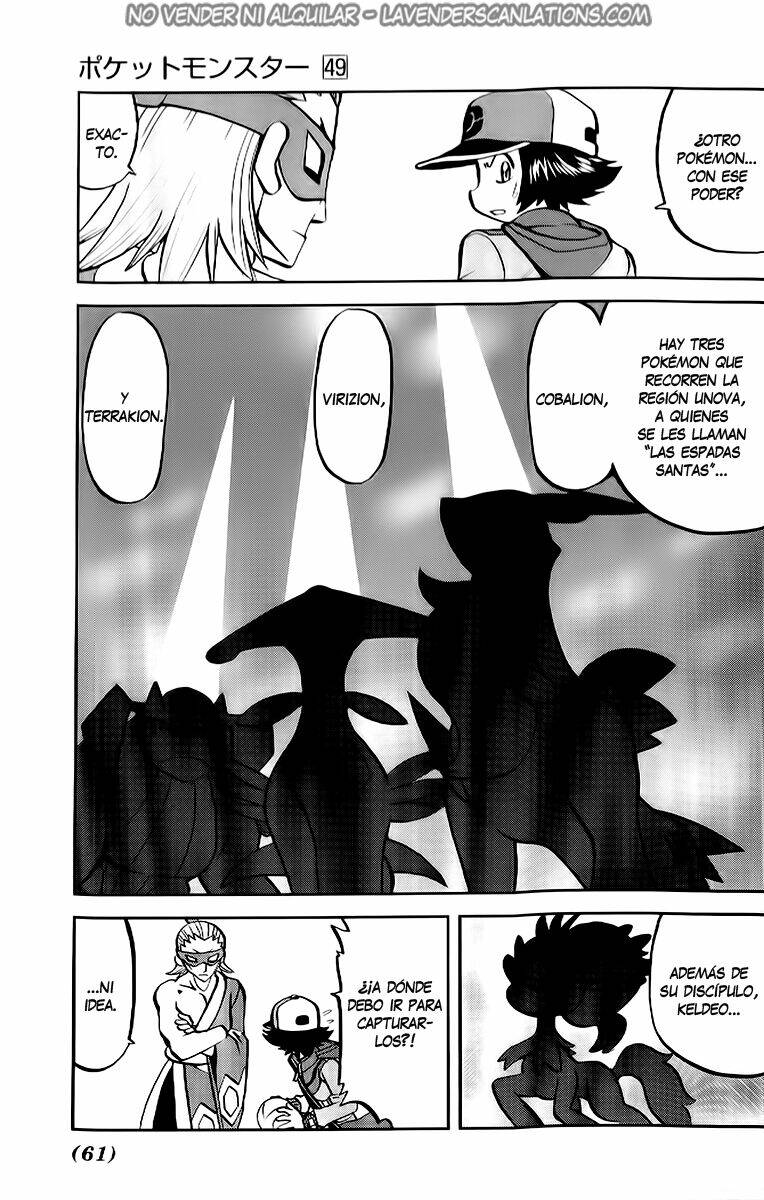 NO VENDER NI ALQUILAR - LAVENDERSCANLATIONS.COM
ポケットモンスター 49
¿OTRO
POKÉMON...
CON ESE
PODER?
EXAC-
TO.
HAY TRES
POKÉMON QUE
RECORREN LA
REGIÓN UNOVA,
A QUIENES
SE LES LLAMAN
"LAS ESPADAS
SANTAS"...
COBALION,
VIRIZION,
Y
TERRAKION.
ADEMÁS DE
SU DISCÍPULO,
KELDEO...
¿¡A DÓNDE
DEBO IR PARA
CAPTURAR-
LOS?!
...NI
IDEA.
(61)